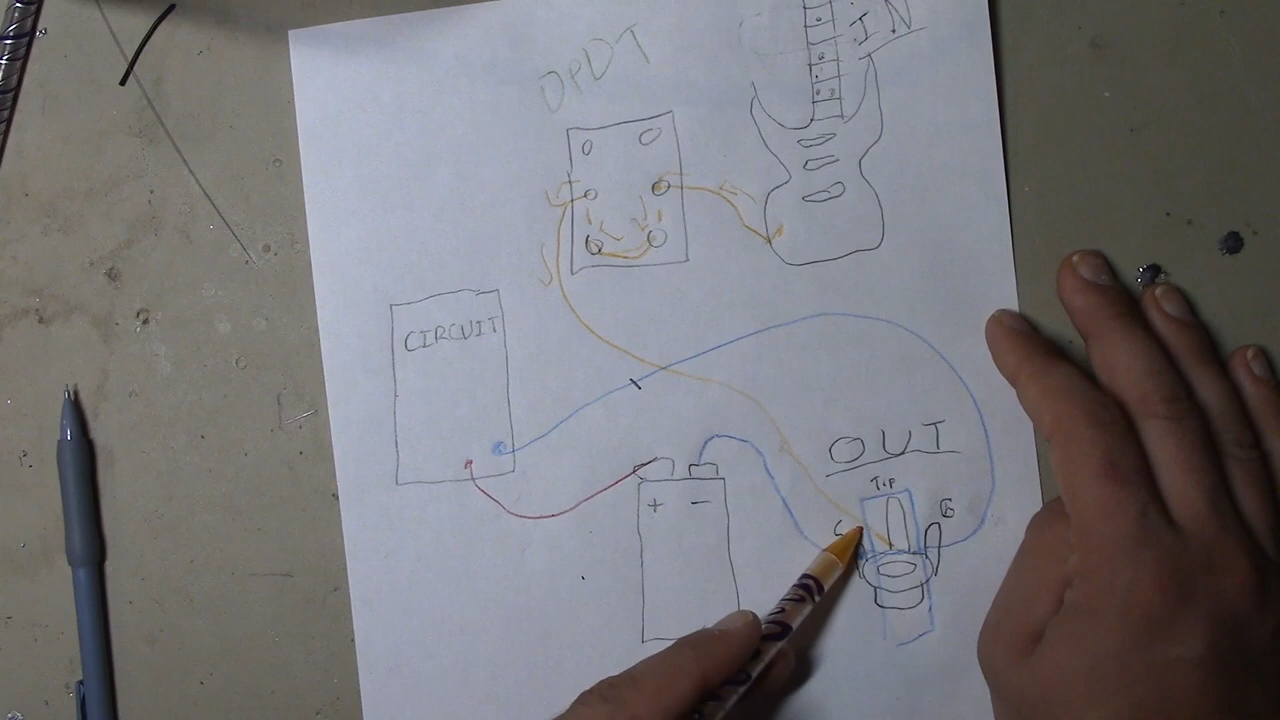 DPDT
IN
CIRCUIT
OUT
Tip
G
+ −